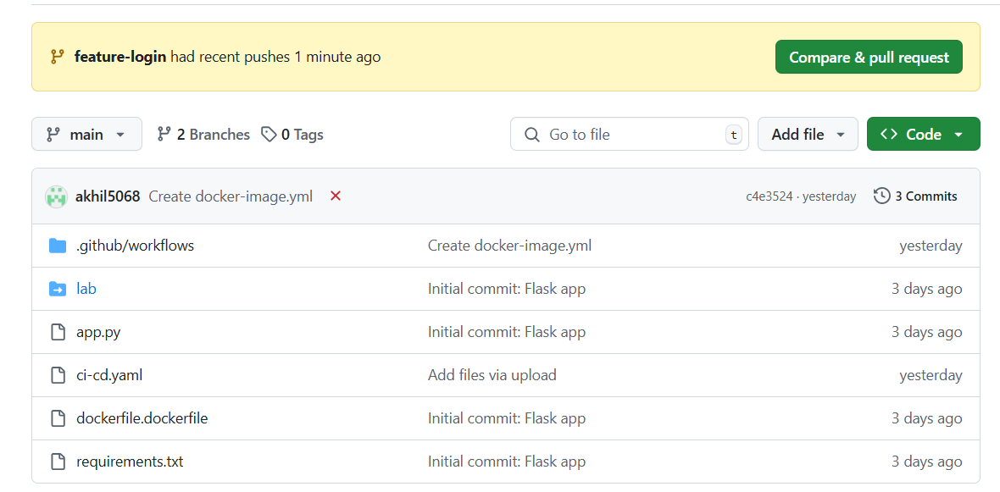 feature-login had recent pushes 1 minute ago Compare & pull request
main 2 Branches 0 Tags Go to file t Add file <> Code
akhil5068 Create docker-image.yml c4e3524 · yesterday 3 Commits
.github/workflows Create docker-image.yml yesterday
lab Initial commit: Flask app 3 days ago
app.py Initial commit: Flask app 3 days ago
ci-cd.yaml Add files via upload yesterday
dockerfile.dockerfile Initial commit: Flask app 3 days ago
requirements.txt Initial commit: Flask app 3 days ago